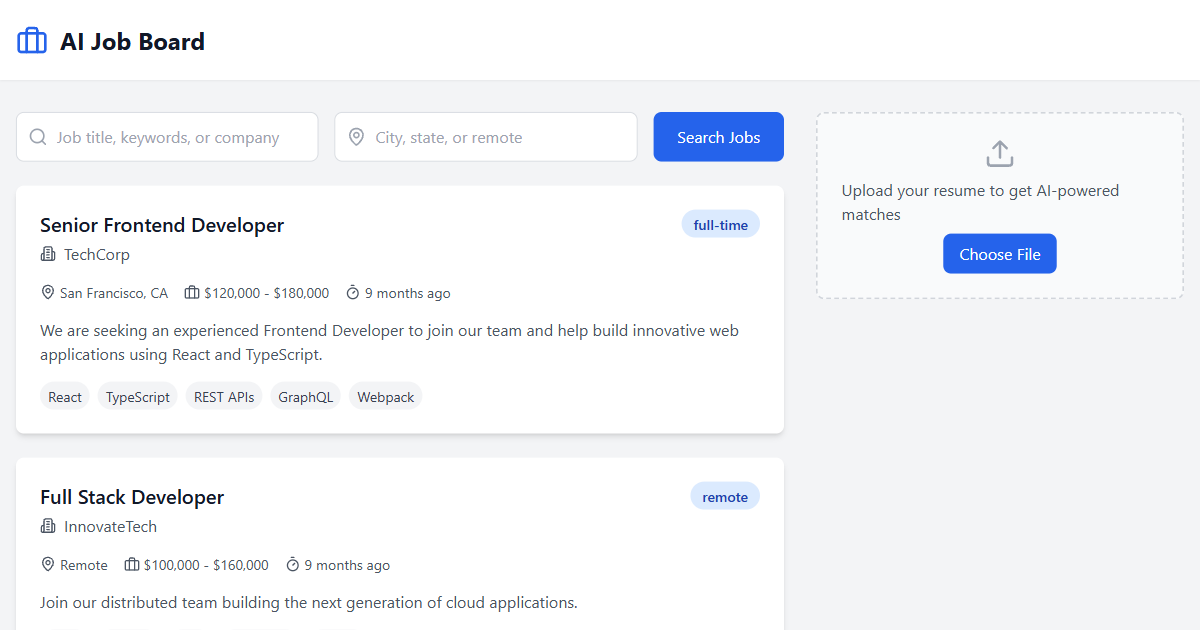 AI Job Board
Job title, keywords, or company
City, state, or remote
Search Jobs
Senior Frontend Developer
full-time
TechCorp
San Francisco, CA
$120,000 - $180,000
9 months ago
We are seeking an experienced Frontend Developer to join our team and help build innovative web
applications using React and TypeScript.
React
TypeScript
REST APIs
GraphQL
Webpack
Full Stack Developer
remote
InnovateTech
Remote
$100,000 - $160,000
9 months ago
Join our distributed team building the next generation of cloud applications.
Upload your resume to get AI-powered
matches
Choose File